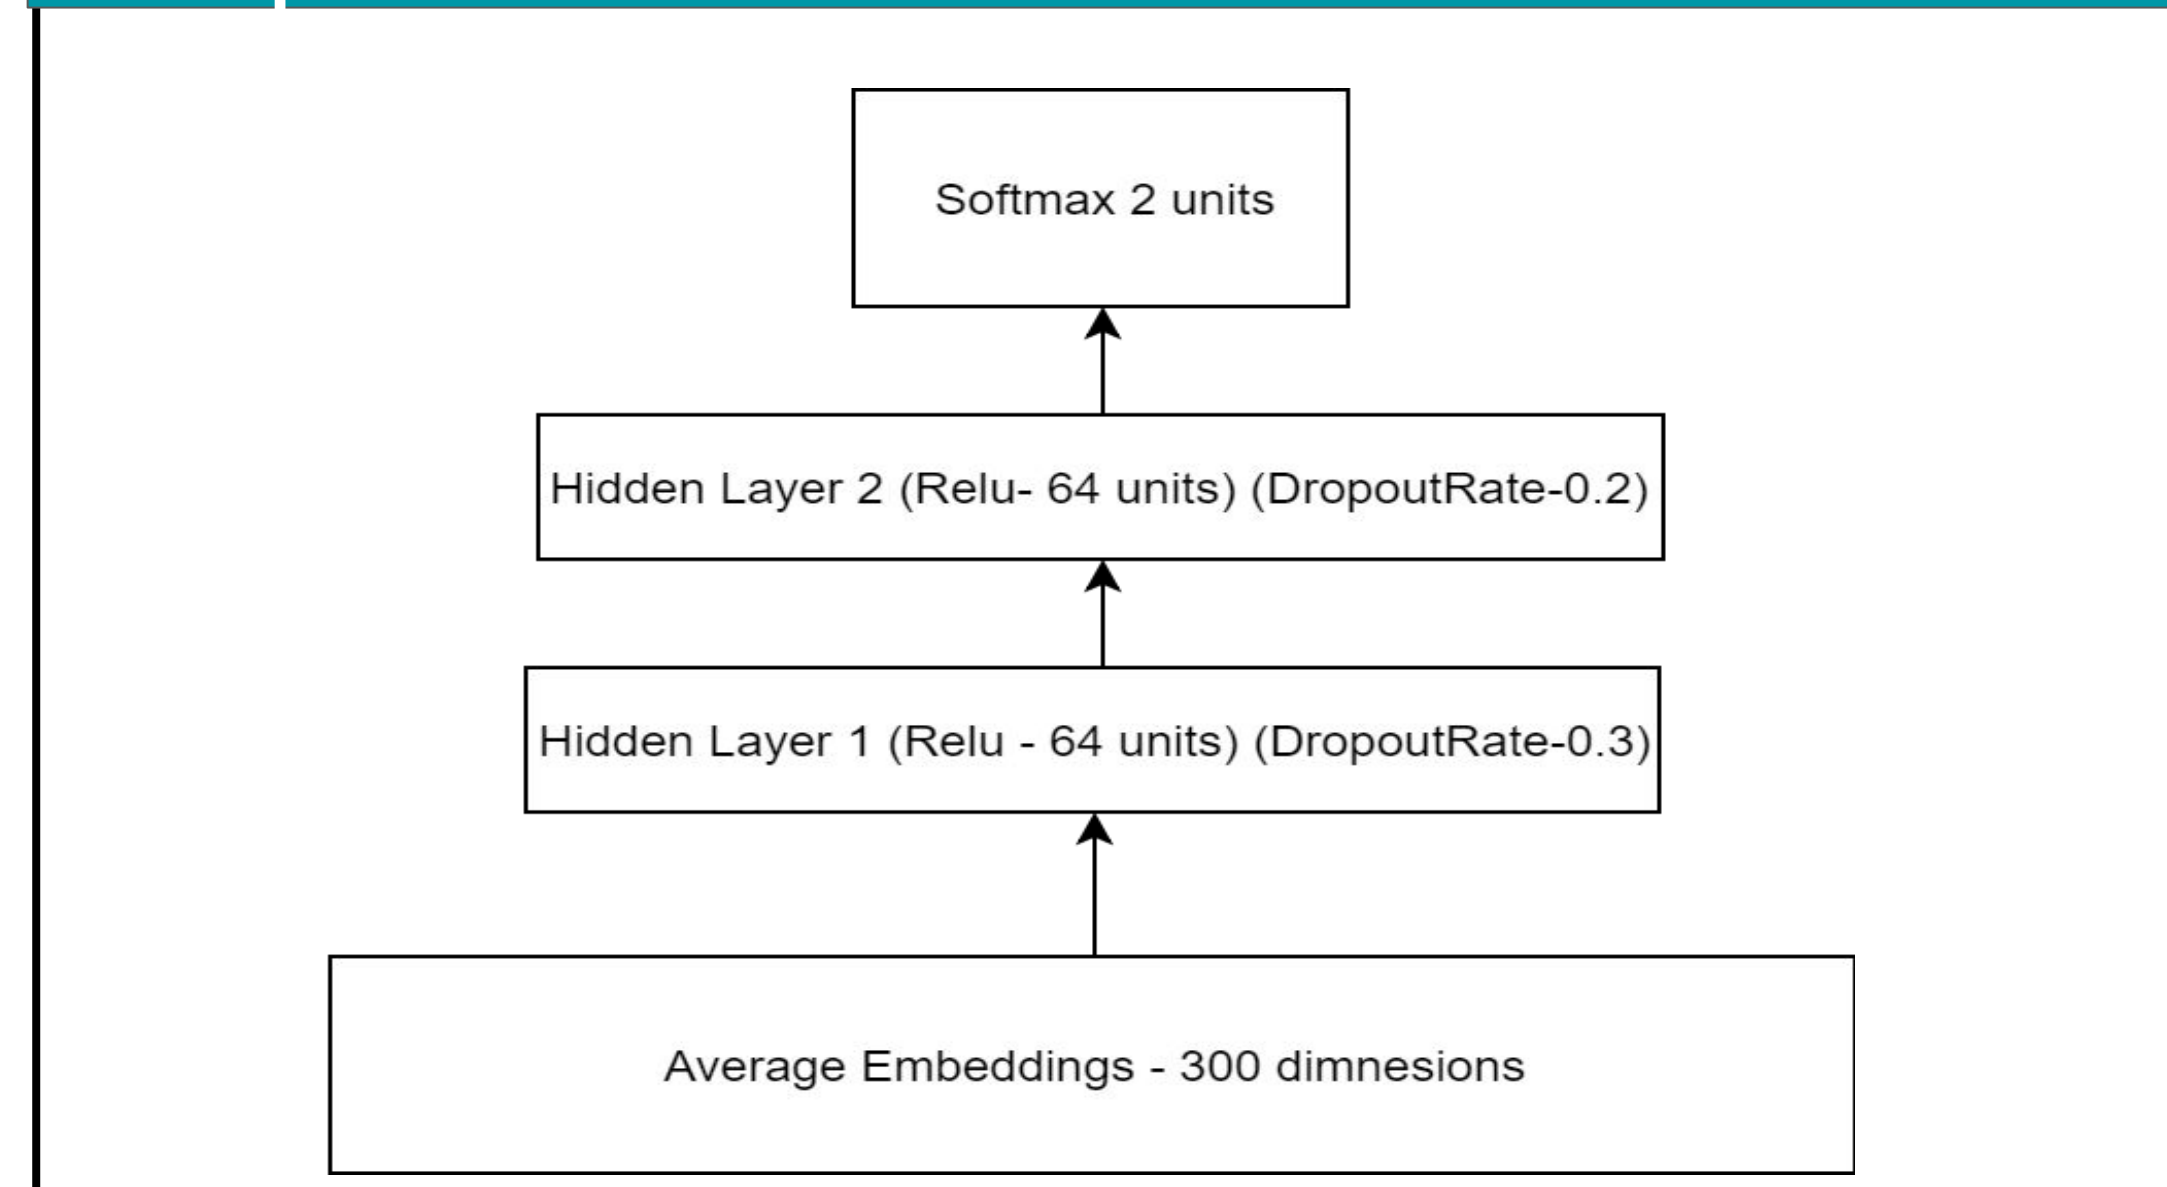 Softmax 2 units
Hidden Layer 2 (Relu- 64 units) (DropoutRate-0.2)
Hidden Layer 1 (Relu - 64 units) (DropoutRate-0.3)
Average Embeddings - 300 dimnesions